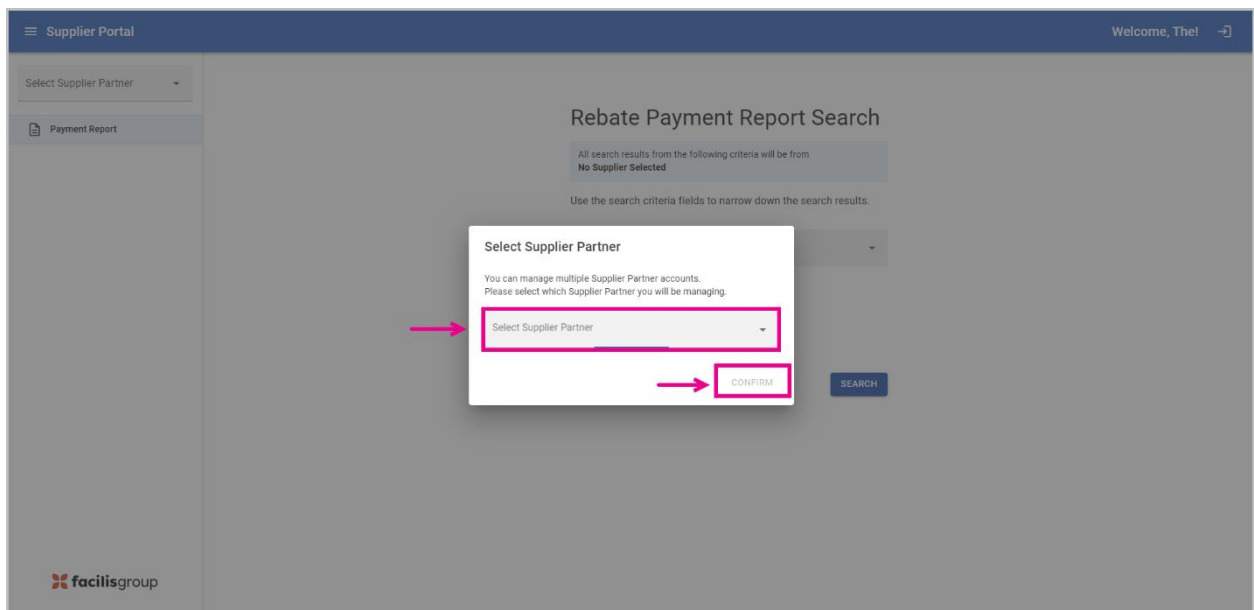 Supplier Portal
Welcome, The!
Select Supplier Partner
Payment Report
Rebate Payment Report Search
All search results from the following criteria will be from
No Supplier Selected
Use the search criteria fields to narrow down the search results.
Select Supplier Partner
You can manage multiple Supplier Partner accounts.
Please select which Supplier Partner you will be managing.
Select Supplier Partner
CONFIRM
SEARCH
facilisgroup